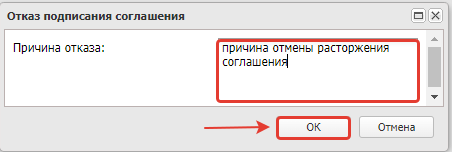 Отказ подписания соглашения
Причина отказа:
причина отмены расторжения
соглашения
ОК
Отмена